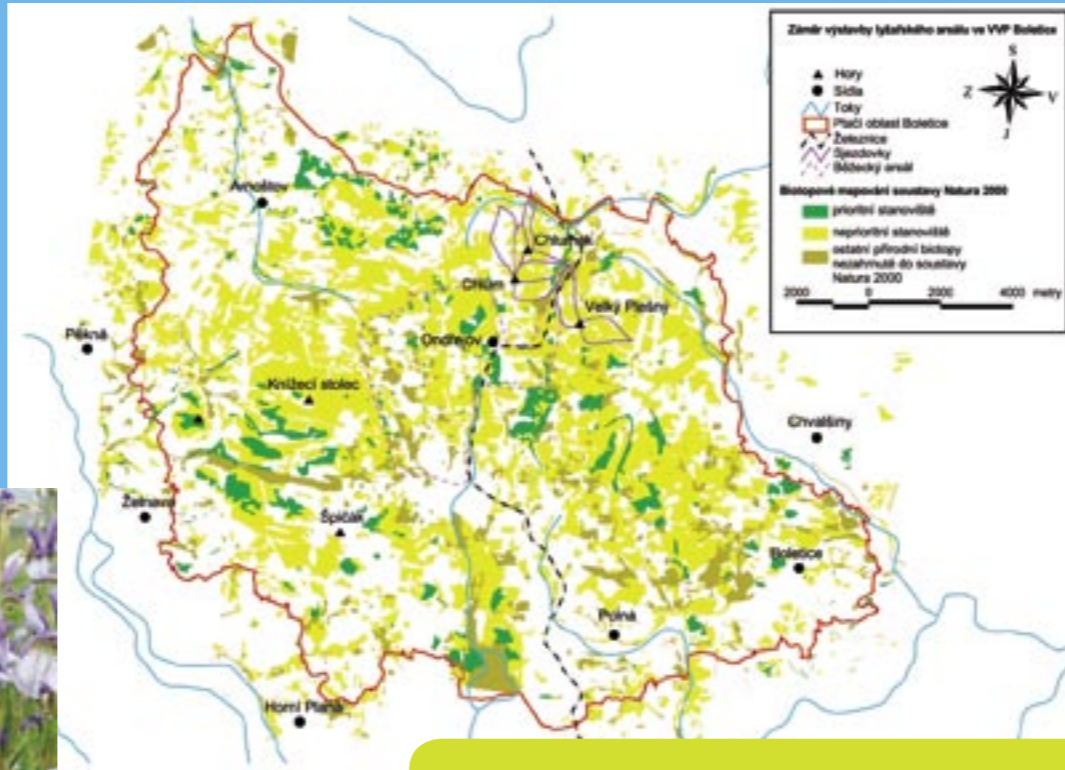 Záměr výstavby lyžařského areálu ve VVP Boletice
S
Z
V
J
Hory
Sídla
Toky
Ptačí oblast Boletice
Železnice
Sjezdovky
Běžecký areál
Biotopové mapování soustavy Natura 2000
prioritní stanoviště
neprioritní stanoviště
ostatní přírodní biotopy
nezahrnuté do soustavy
Natura 2000
2000 0 2000 4000 metry
Arnoštov
Chlumek
Chlum
Velký Plešný
Ondřejov
Pěkná
Knížecí stolec
Chvalšiny
Želnava
Špičák
Boletice
Polná
Horní Planá